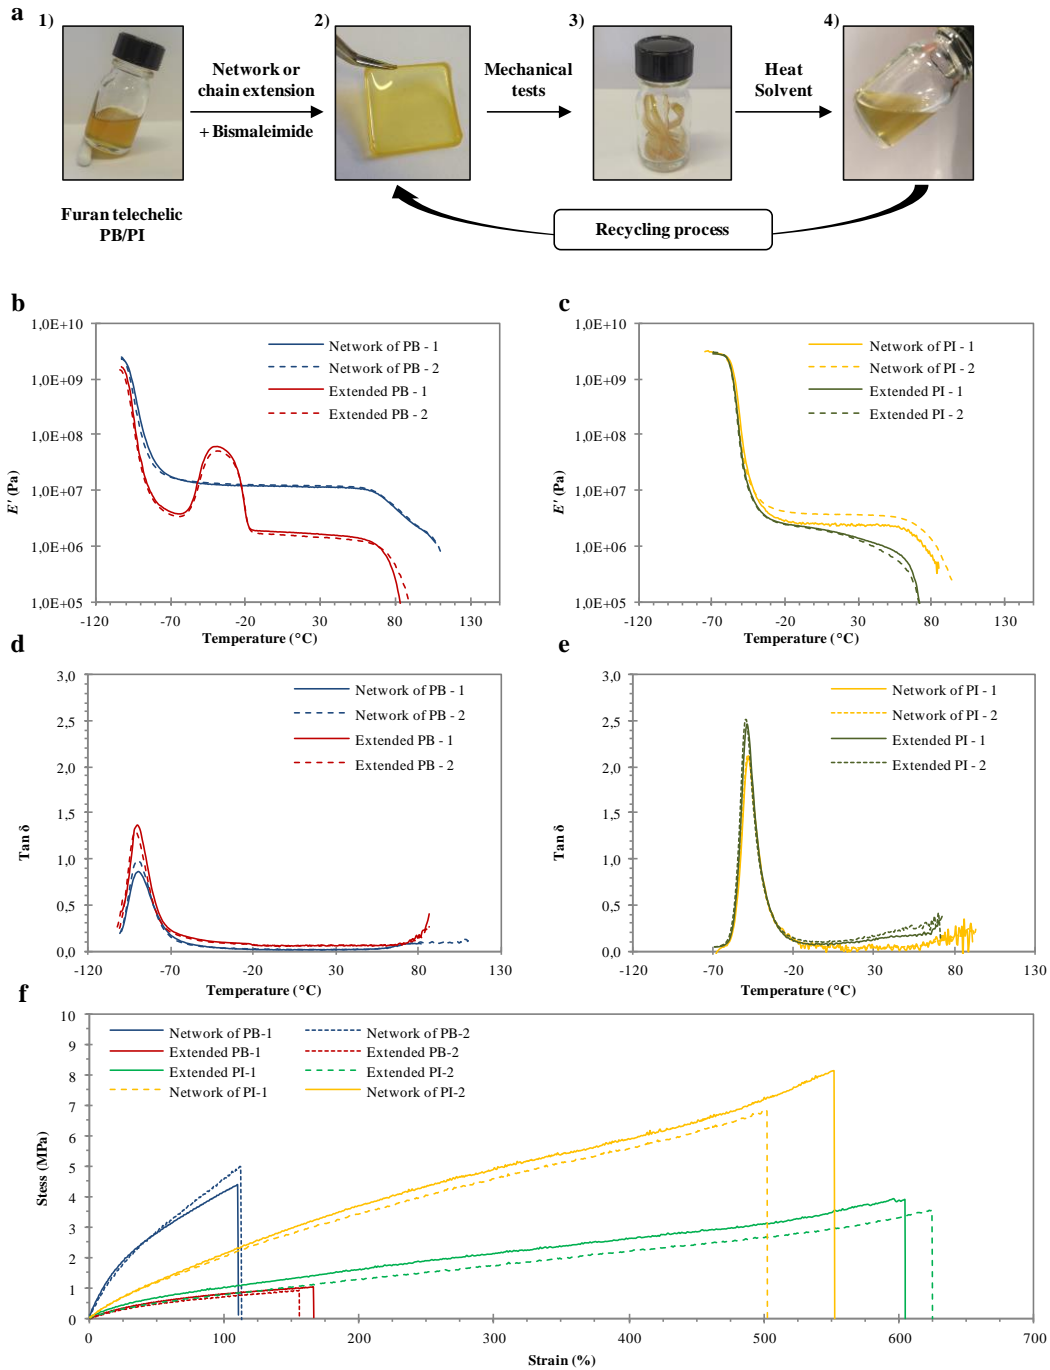 a
1)
2)
3)
4)
Network or
chain extension
+ Bismaleimide
Mechanical
tests
Heat
Solvent
Furan telechelic
PB/PI
Recycling process
b
1,0E+10
1,0E+09
1,0E+08
1,0E+07
1,0E+06
1,0E+05
E' (Pa)
-120
-70
-20
30
80
130
Temperature (°C)
Network of PB - 1
Network of PB - 2
Extended PB - 1
Extended PB - 2
c
1,0E+10
1,0E+09
1,0E+08
1,0E+07
1,0E+06
1,0E+05
E' (Pa)
-120
-70
-20
30
80
130
Temperature (°C)
Network of PI - 1
Network of PI - 2
Extended PI - 1
Extended PI - 2
d
3,0
2,5
2,0
1,5
1,0
0,5
0,0
Tan δ
-120
-70
-20
30
80
130
Temperature (°C)
Network of PB - 1
Network of PB - 2
Extended PB - 1
Extended PB - 2
e
3,0
2,5
2,0
1,5
1,0
0,5
0,0
Tan δ
-120
-70
-20
30
80
130
Temperature (°C)
Network of PI - 1
Network of PI - 2
Extended PI - 1
Extended PI - 2
f
10
9
8
7
6
5
4
3
2
1
0
Stess (MPa)
0
100
200
300
400
500
600
700
Strain (%)
Network of PB-1
Extended PB-1
Extended PI-1
Network of PI-1
Network of PB-2
Extended PB-2
Extended PI-2
Network of PI-2